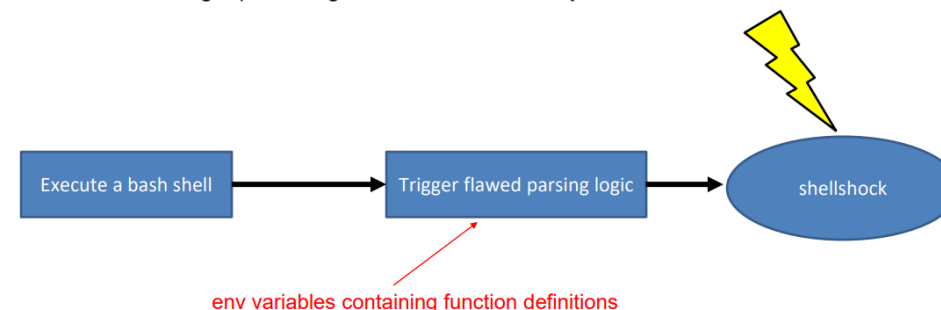 Execute a bash shell
Trigger flawed parsing logic
shellshock
env variables containing function definitions